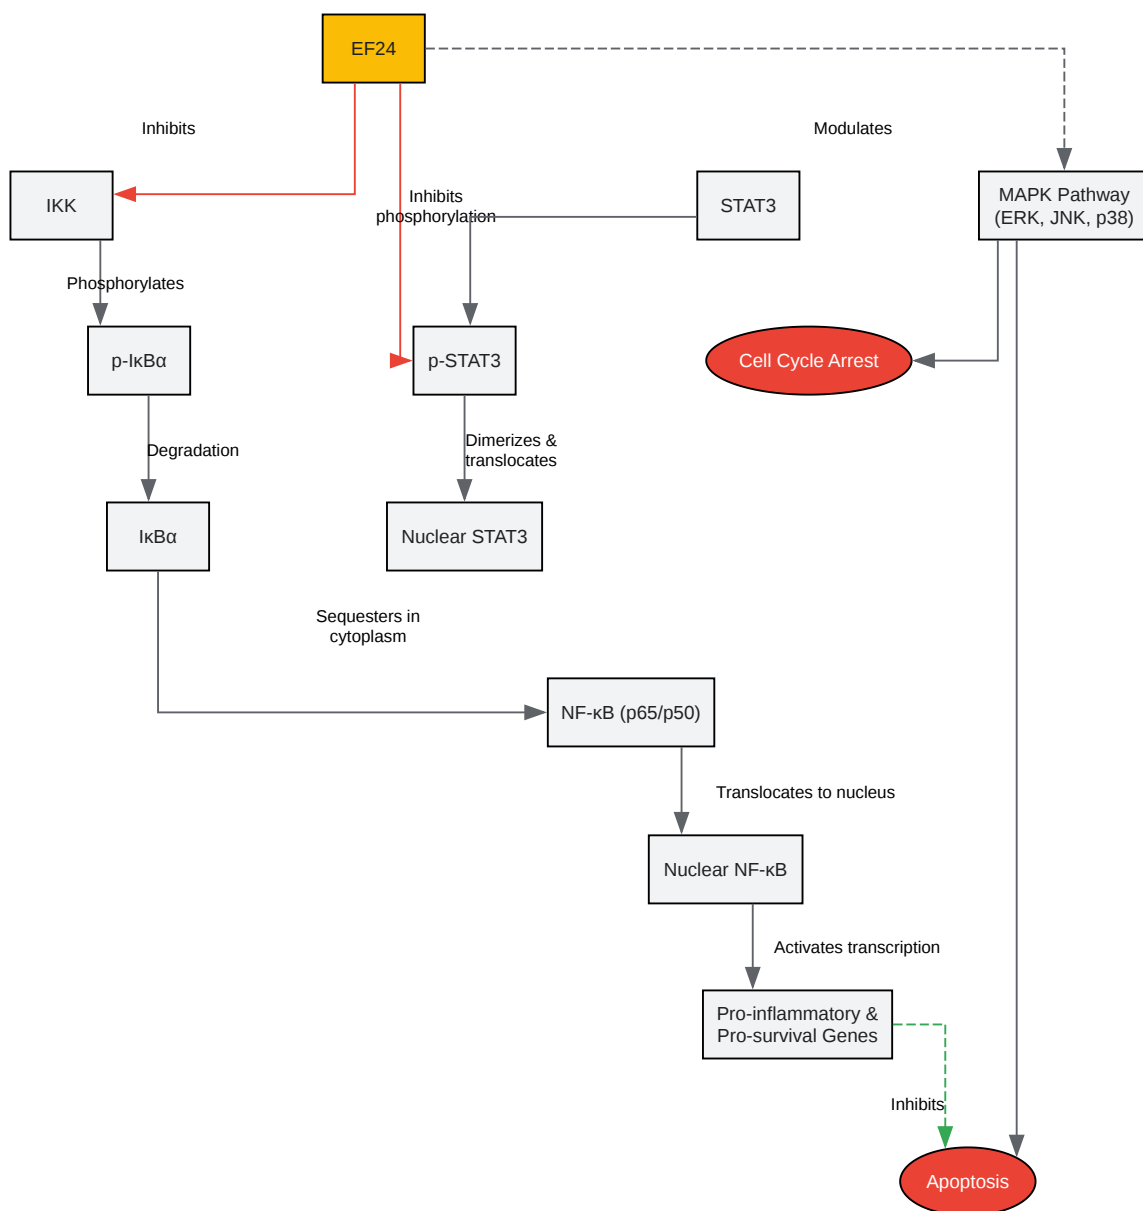 EF24
Inhibits
Modulates
IKK
Inhibits
phosphorylation
STAT3
MAPK Pathway
(ERK, JNK, p38)
Phosphorylates
p-IκBα
p-STAT3
Cell Cycle Arrest
Degradation
Dimerizes &
translocates
IκBα
Nuclear STAT3
Sequesters in
cytoplasm
NF-κB (p65/p50)
Translocates to nucleus
Nuclear NF-κB
Activates transcription
Pro-inflammatory &
Pro-survival Genes
Inhibits
Apoptosis